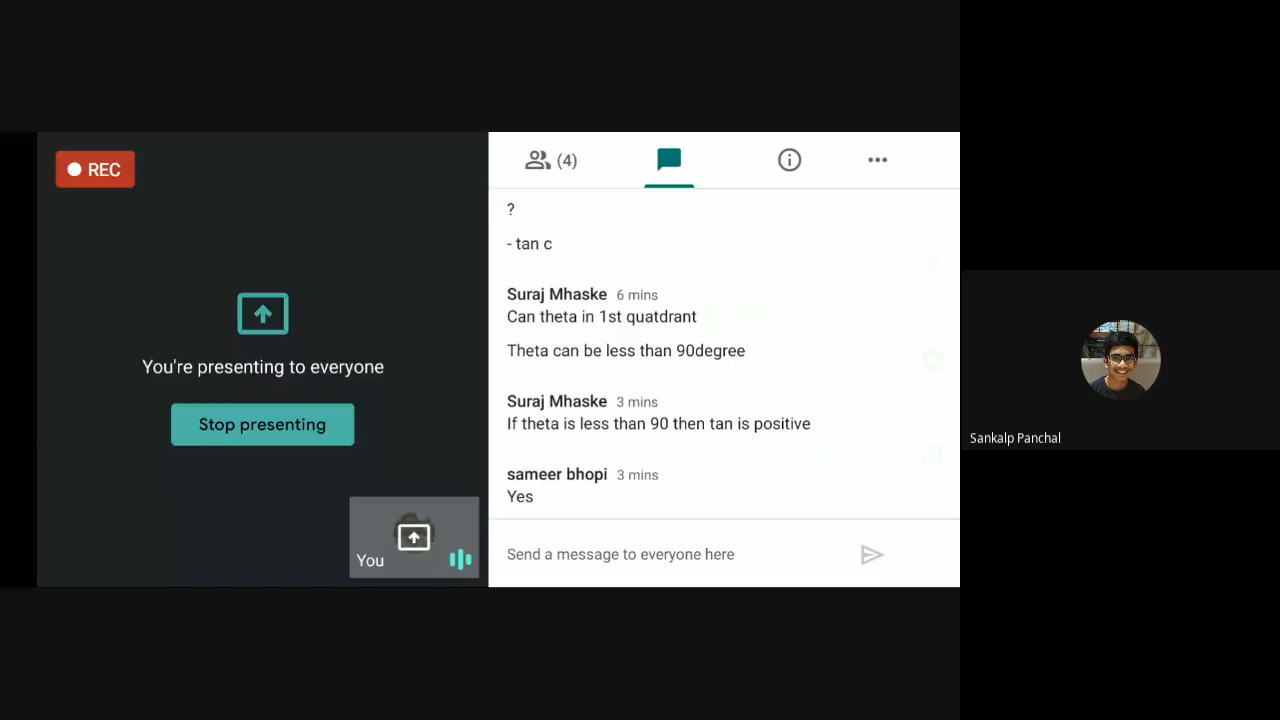 REC
(4)
?
- tan c
Suraj Mhaske 6 mins
Can theta in 1st quatdrant
Theta can be less than 90degree
You're presenting to everyone
Suraj Mhaske 3 mins
Stop presenting
If theta is less than 90 then tan is positive
Sankalp Panchal
sameer bhopi 3 mins
Yes
You
Send a message to everyone here